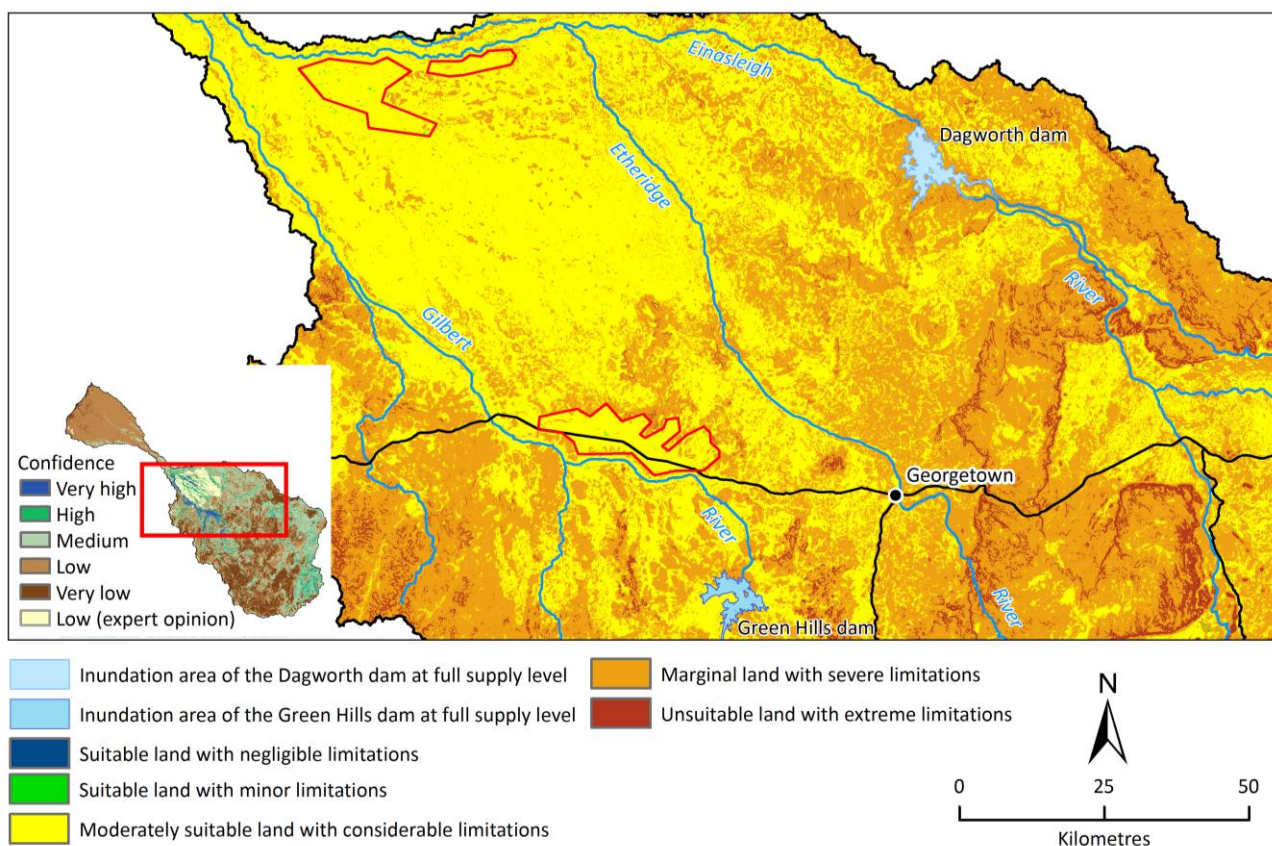 Einasleigh
Dagworth dam
Etheridge
River
Gilbert
Georgetown
River
River
Green Hills dam
Confidence
Very high
High
Medium
Low
Very low
Low (expert opinion)
Inundation area of the Dagworth dam at full supply level
Inundation area of the Green Hills dam at full supply level
Suitable land with negligible limitations
Suitable land with minor limitations
Moderately suitable land with considerable limitations
Marginal land with severe limitations
Unsuitable land with extreme limitations
N
0 25 50
Kilometres